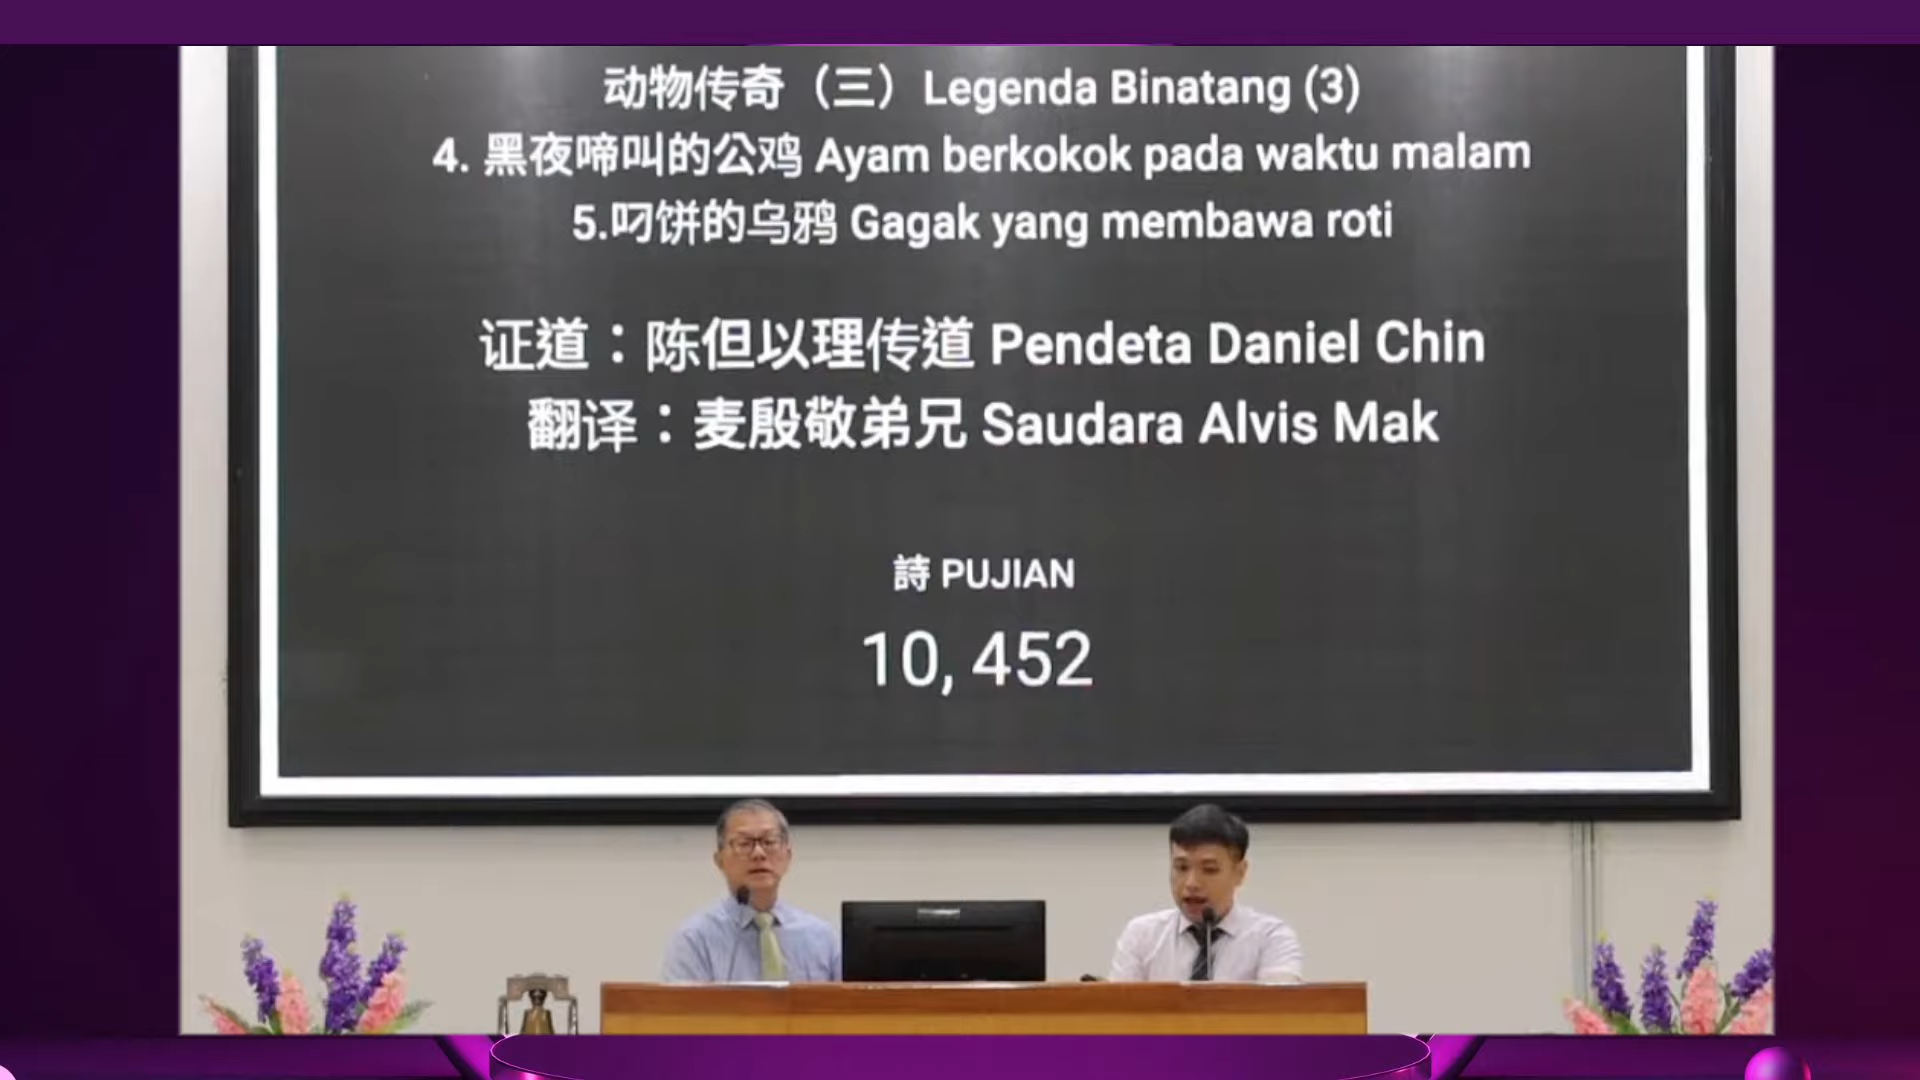 动物传奇（三）Legenda Binatang (3)
4. 黑夜啼叫的公鸡 Ayam berkokok pada waktu malam
5.叼饼的乌鸦 Gagak yang membawa roti
证道：陈但以理传道 Pendeta Daniel Chin
翻译：麦殷敬弟兄 Saudara Alvis Mak
詩 PUJIAN
10, 452